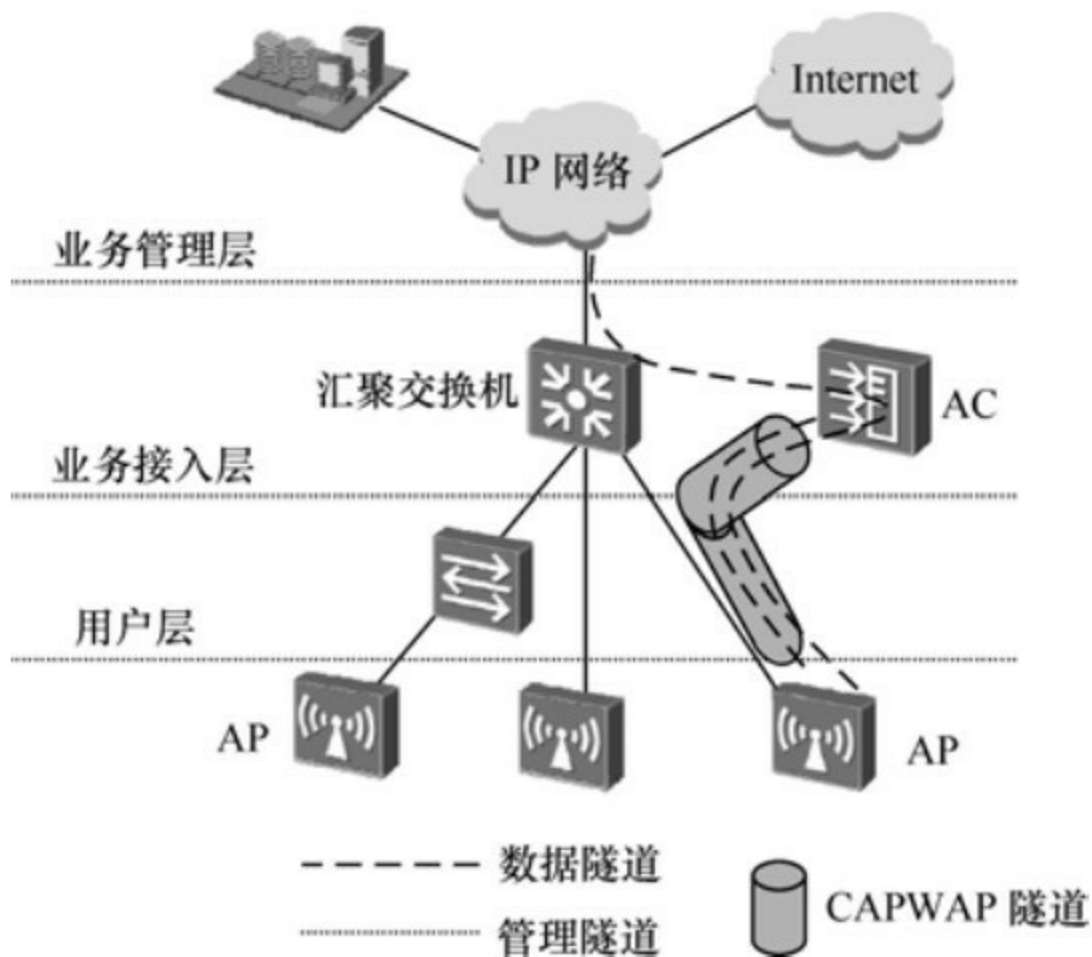 Internet
IP 网络
业务管理层
汇聚交换机
AC
业务接入层
用户层
AP
AP
数据隧道
CAPWAP 隧道
管理隧道